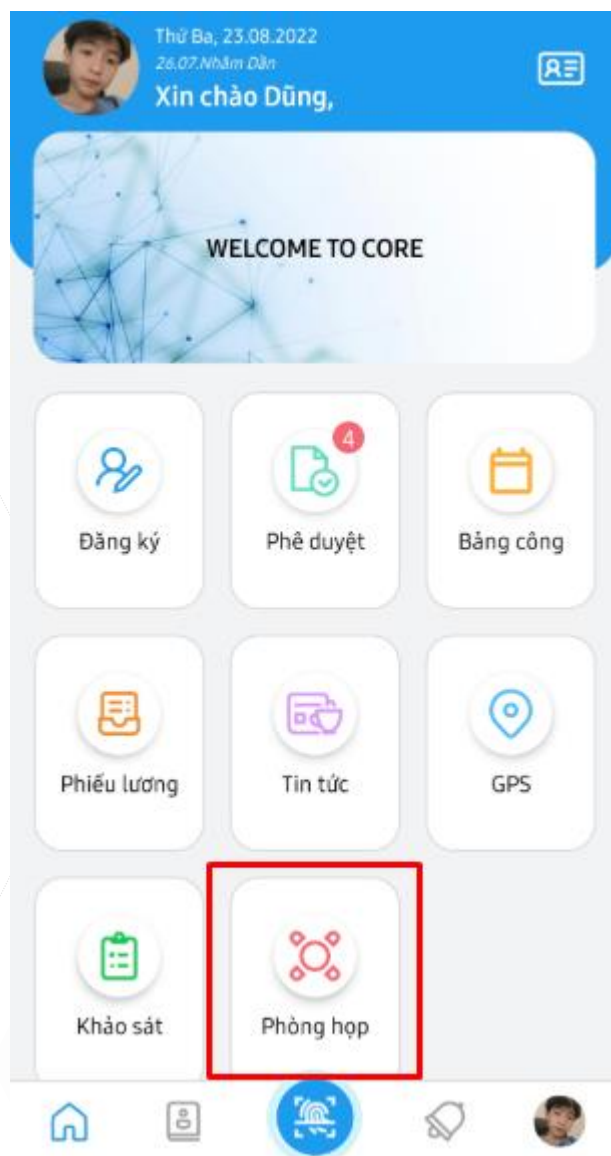 Thứ Ba, 23.08.2022
26.07.Nhâm Dần
Xin chào Dũng,
WELCOME TO CORE
4
Đăng ký
Phê duyệt
Bảng công
Phiếu lương
Tin tức
GPS
Khảo sát
Phòng họp